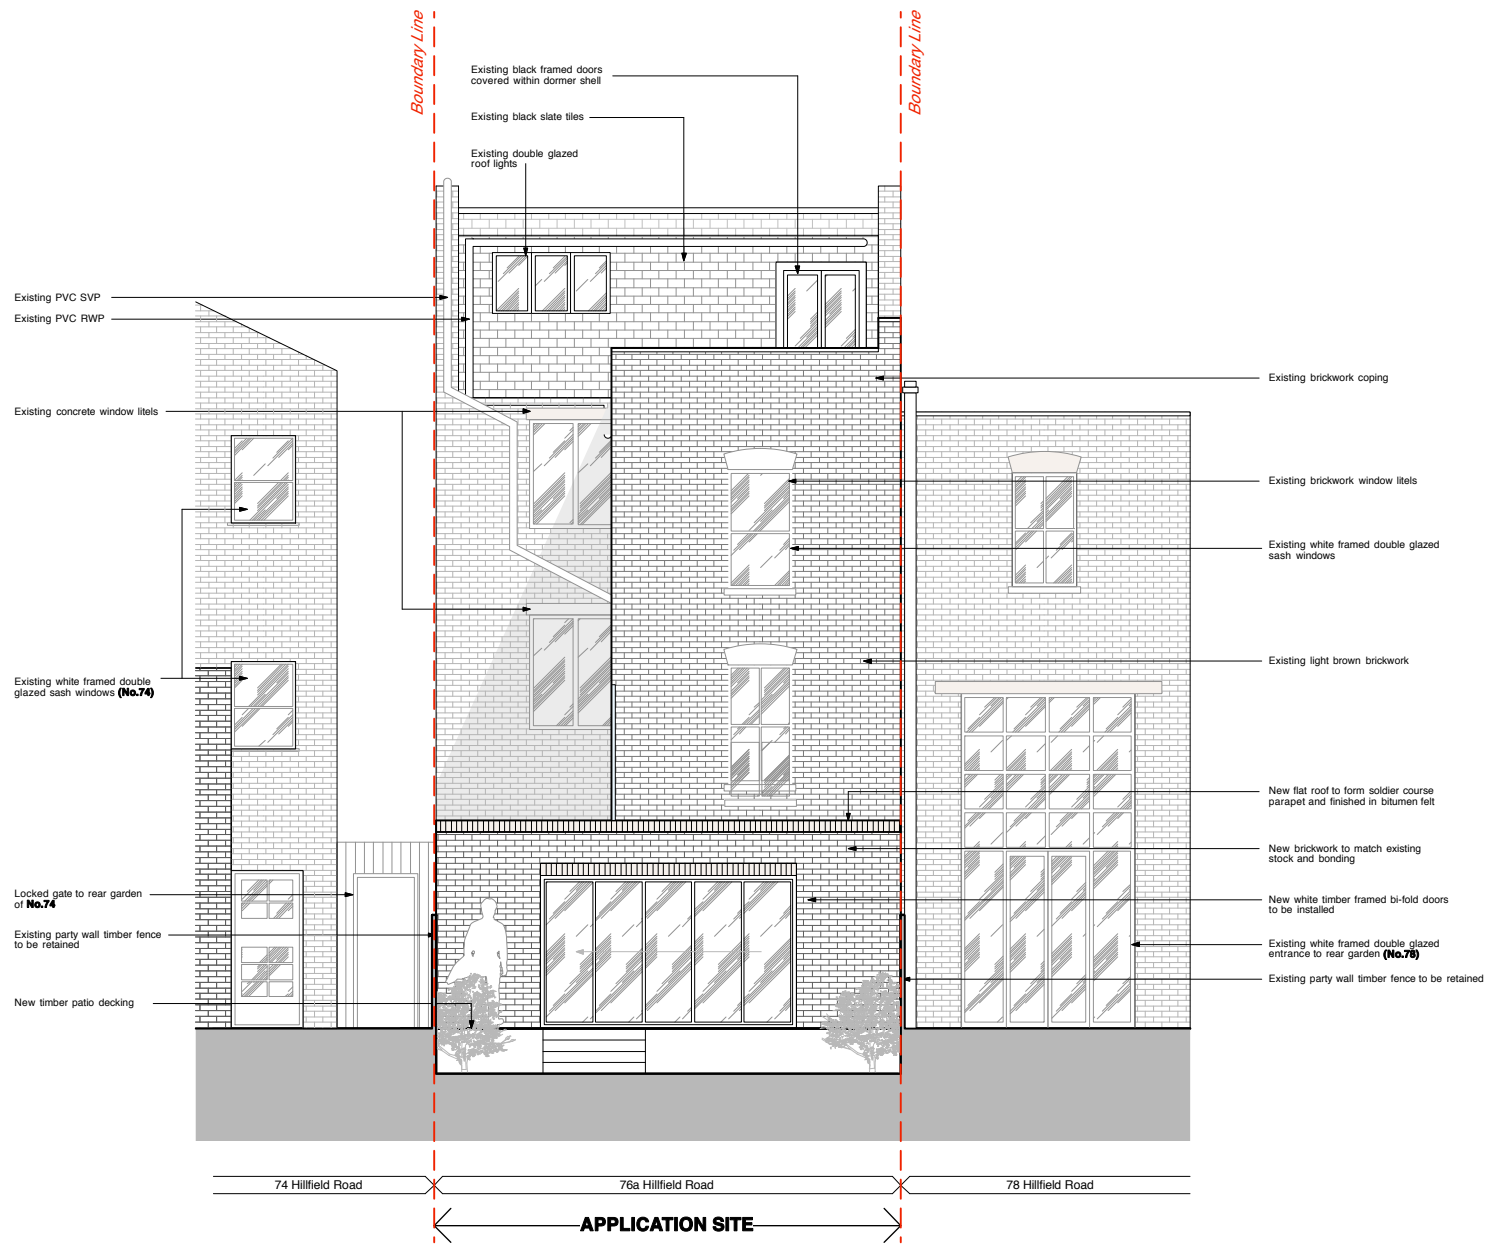 Boundary Line
Boundary Line
Existing black framed doors
covered within dormer shell
Existing black slate tiles
Existing double glazed
roof lights
Existing PVC SVP
Existing PVC RWP
Existing concrete window litels
Existing white framed double
glazed sash windows (No.74)
Locked gate to rear garden
of No.74
Existing party wall timber fence
to be retained
New timber patio decking
Existing brickwork coping
Existing brickwork window litels
Existing white framed double glazed
sash windows
Existing light brown brickwork
New flat roof to form soldier course
parapet and finished in bitumen felt
New brickwork to match existing
stock and bonding
New white timber framed bi-fold doors
to be installed
Existing white framed double glazed
entrance to rear garden (No.78)
Existing party wall timber fence to be retained
74 Hillfield Road
76a Hillfield Road
78 Hillfield Road
APPLICATION SITE